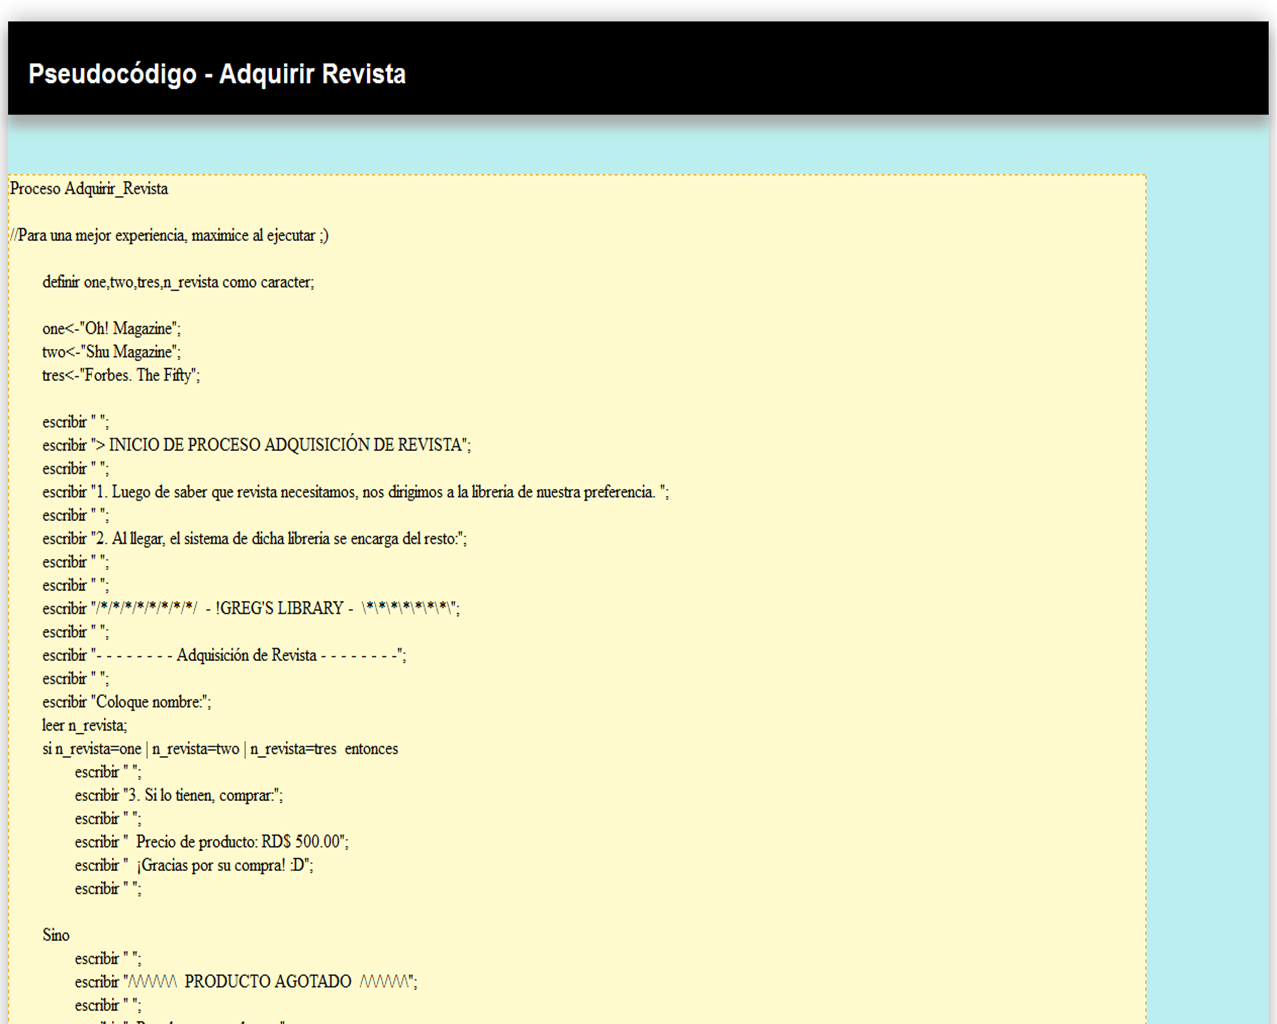 Pseudocódigo - Adquirir Revista
Proceso Adquirir_Revista
//Para una mejor experiencia, maximice al ejecutar ;)
definir one,two,tres,n_revista como caracter;
one<-"Oh! Magazine";
two<-"Shu Magazine";
tres<-"Forbes. The Fifty";
escribir " ";
escribir "> INICIO DE PROCESO ADQUISICIÓN DE REVISTA";
escribir " ";
escribir "1. Luego de saber que revista necesitamos, nos dirigimos a la libreria de nuestra preferencia. ";
escribir " ";
escribir "2. Al llegar, el sistema de dicha libreria se encarga del resto:";
escribir " ";
escribir " ";
escribir "/*/*/*/*/*/*/*/*/  - !GREG'S LIBRARY -  \*\*\*\*\*\*\*\";
escribir " ";
escribir "- - - - - - - - Adquisición de Revista - - - - - - - -";
escribir " ";
escribir "Coloque nombre:";
leer n_revista;
si n_revista=one | n_revista=two | n_revista=tres  entonces
escribir " ";
escribir "3. Si lo tienen, comprar:";
escribir " ";
escribir "  Precio de producto: RD$ 500.00";
escribir "  ¡Gracias por su compra! :D";
escribir " ";
Sino
escribir " ";
escribir "/\/\/\/\/\/\  PRODUCTO AGOTADO  /\/\/\/\/\/\";
escribir " ";